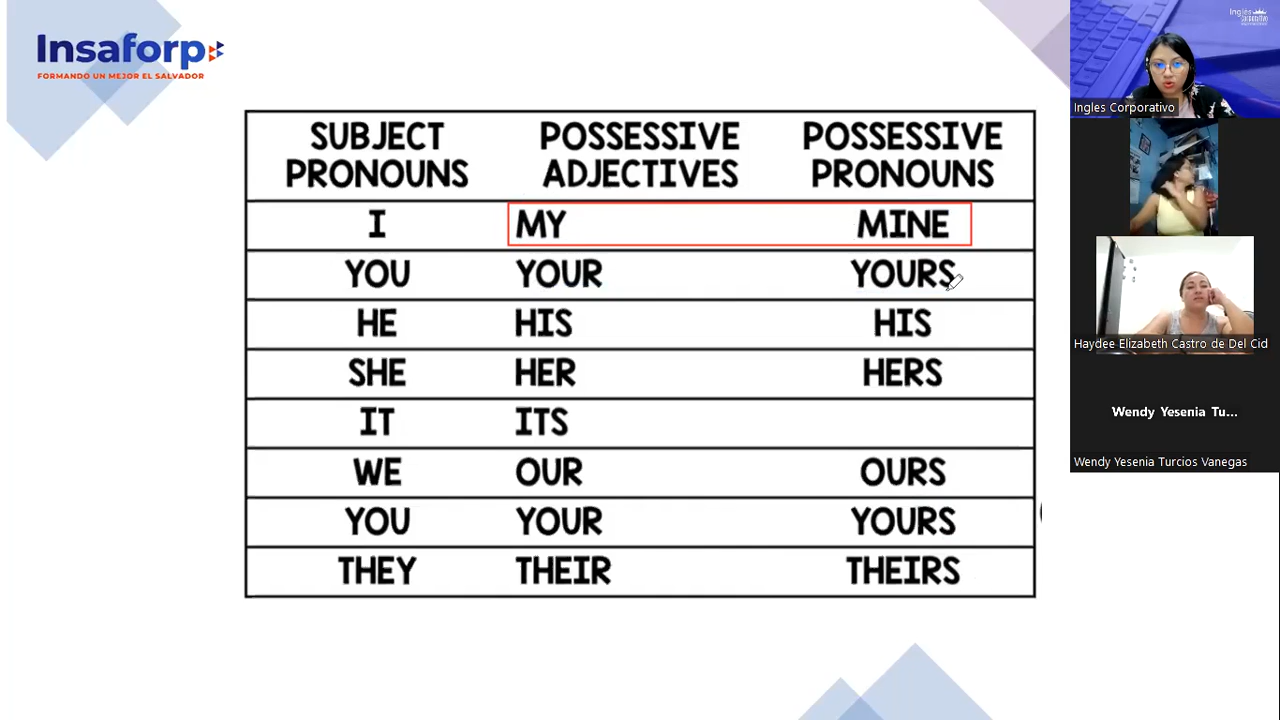 Insaforp
FORMANDO UN MEJOR EL SALVADOR
SUBJECT PRONOUNS
POSSESSIVE ADJECTIVES
POSSESSIVE PRONOUNS
I MY MINE
YOU YOUR YOURS
HE HIS HIS
SHE HER HERS
IT ITS
WE OUR OURS
YOU YOUR YOURS
THEY THEIR THEIRS
Ingles
Corporativo
Ingles Corporativo
Haydee Elizabeth Castro de Del Cid
Wendy Yesenia Tu...
Wendy Yesenia Turcios Vanegas